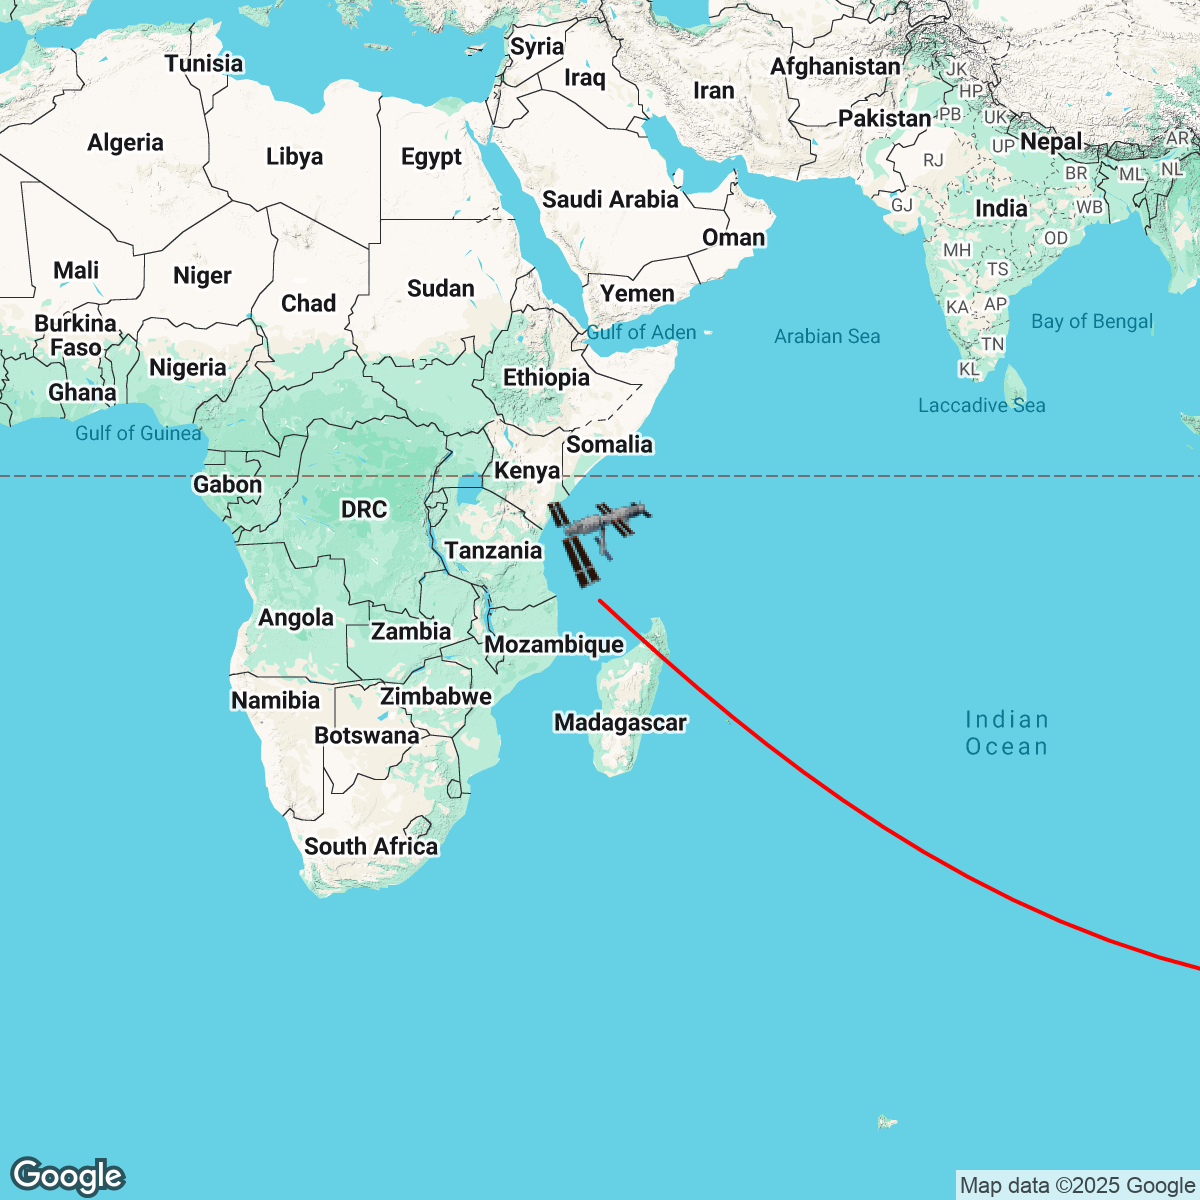 Syria
Tunisia
Afghanistan
JK
Iraq
Iran
HP
Pakistan
PB
UK
Algeria
Libya
Egypt
UP
Nepal
AR
RJ
BR
ML
NL
Saudi Arabia
GJ
India
WB
Oman
OD
Mali
Niger
MH
TS
Sudan
Yemen
Chad
KA
AP
Burkina
Faso
Gulf of Aden
Arabian Sea
Bay of Bengal
TN
Nigeria
Ethiopia
KL
Ghana
Laccadive Sea
Gulf of Guinea
Somalia
Kenya
Gabon
DRC
Tanzania
Angola
Zambia
Mozambique
Namibia
Zimbabwe
Botswana
Madagascar
Indian
Ocean
South Africa
Google
Map data ©2025 Google